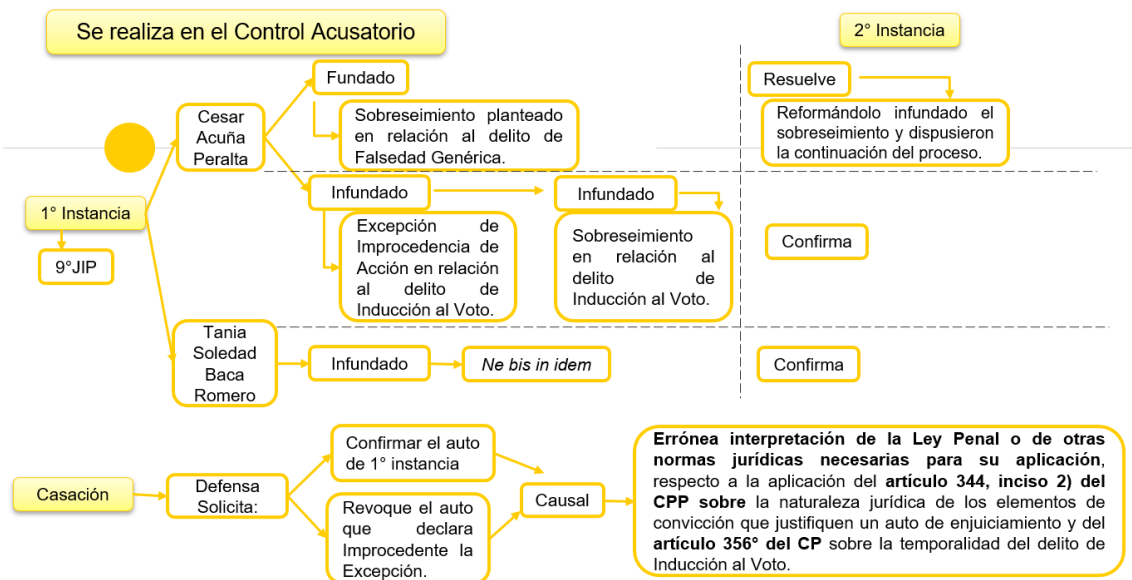 Se realiza en el Control Acusatorio
2° Instancia
Fundado
Resuelve
Cesar
Acuña
Peralta
Sobreseimiento planteado
en relación al delito de
Falsedad Genérica.
Reformándolo infundado el
sobreseimiento y dispusieron
la continuación del proceso.
1° Instancia
9°JIP
Infundado
Infundado
Excepción de
Improcedencia de
Acción en relación
al delito de
Inducción al Voto.
Sobreseimiento
en relación al
delito de
Inducción al Voto.
Confirma
Tania
Soledad
Baca
Romero
Infundado
Ne bis in idem
Confirma
Casación
Defensa
Solicita:
Confirmar el auto
de 1° instancia
Revoque el auto
que declara
Improcedente la
Excepción.
Causal
Errónea interpretación de la Ley Penal o de otras
normas jurídicas necesarias para su aplicación,
respecto a la aplicación del artículo 344, inciso 2) del
CPP sobre la naturaleza jurídica de los elementos de
convicción que justifiquen un auto de enjuiciamiento y del
artículo 356° del CP sobre la temporalidad del delito de
Inducción al Voto.